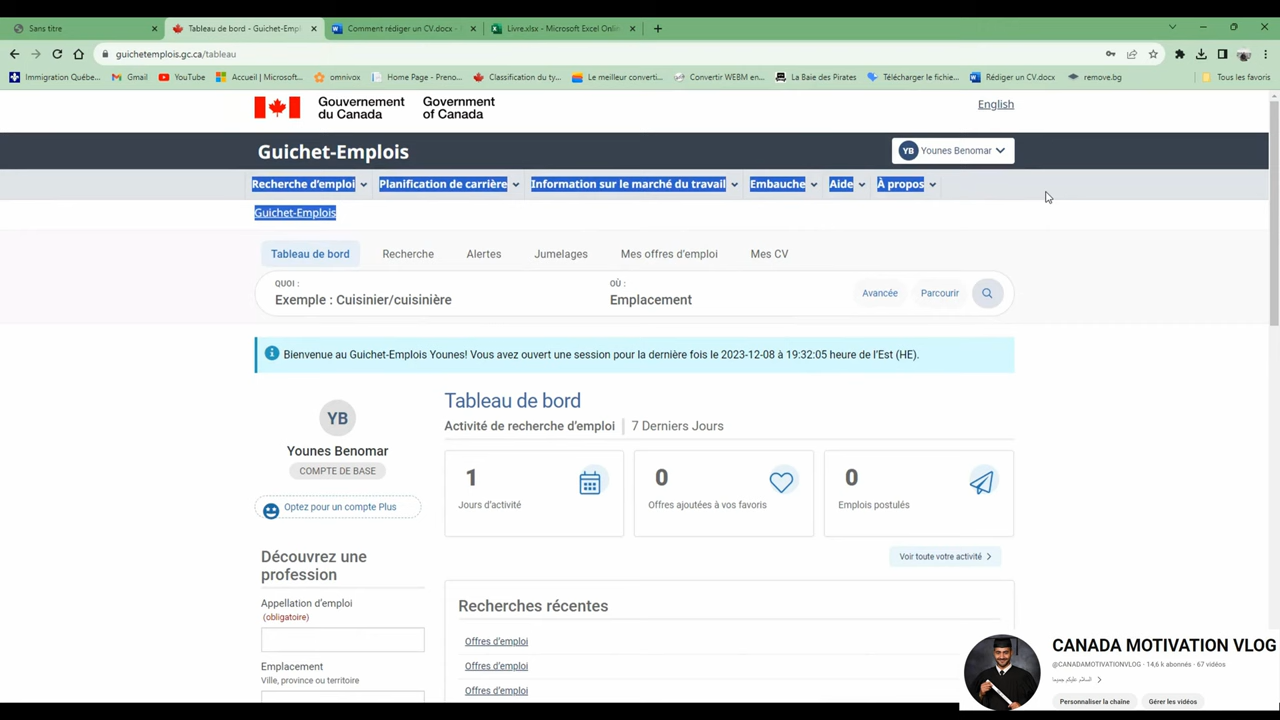 Sans titre
Tableau de bord - Guichet-Empl
Comment rédiger un CV.docx -
Livre.xlsx - Microsoft Excel Onlin
guichetemplois.gc.ca/tableau
Immigration Québe...
Gmail
YouTube
Accueil | Microsoft...
omnivox
Home Page - Preno...
Classification du ty...
Le meilleur converti...
Convertir WEBM en...
La Baie des Pirates
Télécharger le fichie...
Rédiger un CV.docx
remove.bg
Tous les favoris
Gouvernement du Canada
Government of Canada
English
Guichet-Emplois
YB Younes Benomar
Recherche d'emploi
Planification de carrière
Information sur le marché du travail
Embauche
Aide
À propos
Guichet-Emplois
Tableau de bord
Recherche
Alertes
Jumelages
Mes offres d'emploi
Mes CV
QUOI :
Exemple : Cuisinier/cuisinière
OÙ :
Emplacement
Avancée
Parcourir
Bienvenue au Guichet-Emplois Younes! Vous avez ouvert une session pour la dernière fois le 2023-12-08 à 19:32:05 heure de l'Est (HE).
YB
Younes Benomar
COMPTE DE BASE
Optez pour un compte Plus
Découvrez une
profession
Appellation d'emploi
(obligatoire)
Emplacement
Ville, province ou territoire
Tableau de bord
Activité de recherche d'emploi | 7 Derniers Jours
1
Jours d'activité
0
Offres ajoutées à vos favoris
0
Emplois postulés
Voir toute votre activité
Recherches récentes
Offres d'emploi
Offres d'emploi
Offres d'emploi
CANADA MOTIVATION VLOG
@CANADAMOTIVATIONVLOG · 14,6 k abonnés · 67 vidéos
السلام عليكم جميعا
Personnaliser la chaîne
Gérer les vidéos